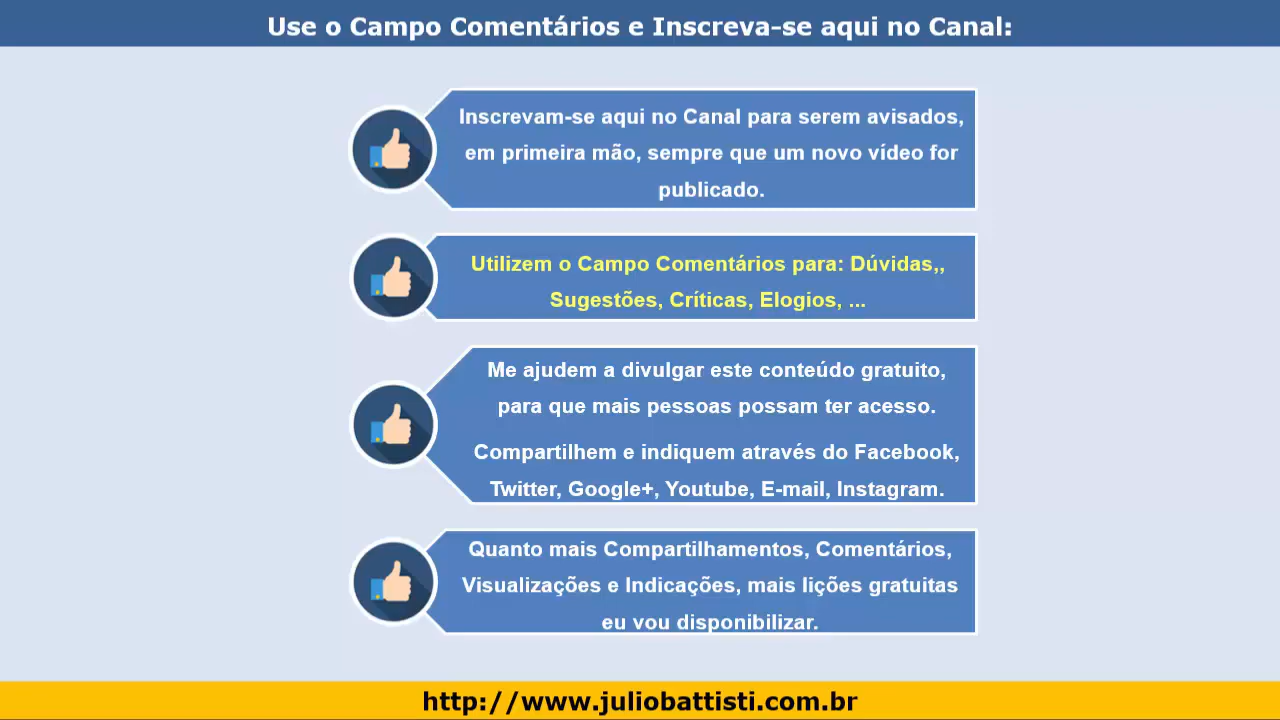 Use o Campo Comentários e Inscreva-se aqui no Canal:
Inscrevam-se aqui no Canal para serem avisados,
em primeira mão, sempre que um novo vídeo for
publicado.
Utilizem o Campo Comentários para: Dúvidas,,
Sugestões, Críticas, Elogios, ...
Me ajudem a divulgar este conteúdo gratuito,
para que mais pessoas possam ter acesso.
Compartilhem e indiquem através do Facebook,
Twitter, Google+, Youtube, E-mail, Instagram.
Quanto mais Compartilhamentos, Comentários,
Visualizações e Indicações, mais lições gratuitas
eu vou disponibilizar.
http://www.juliobattisti.com.br